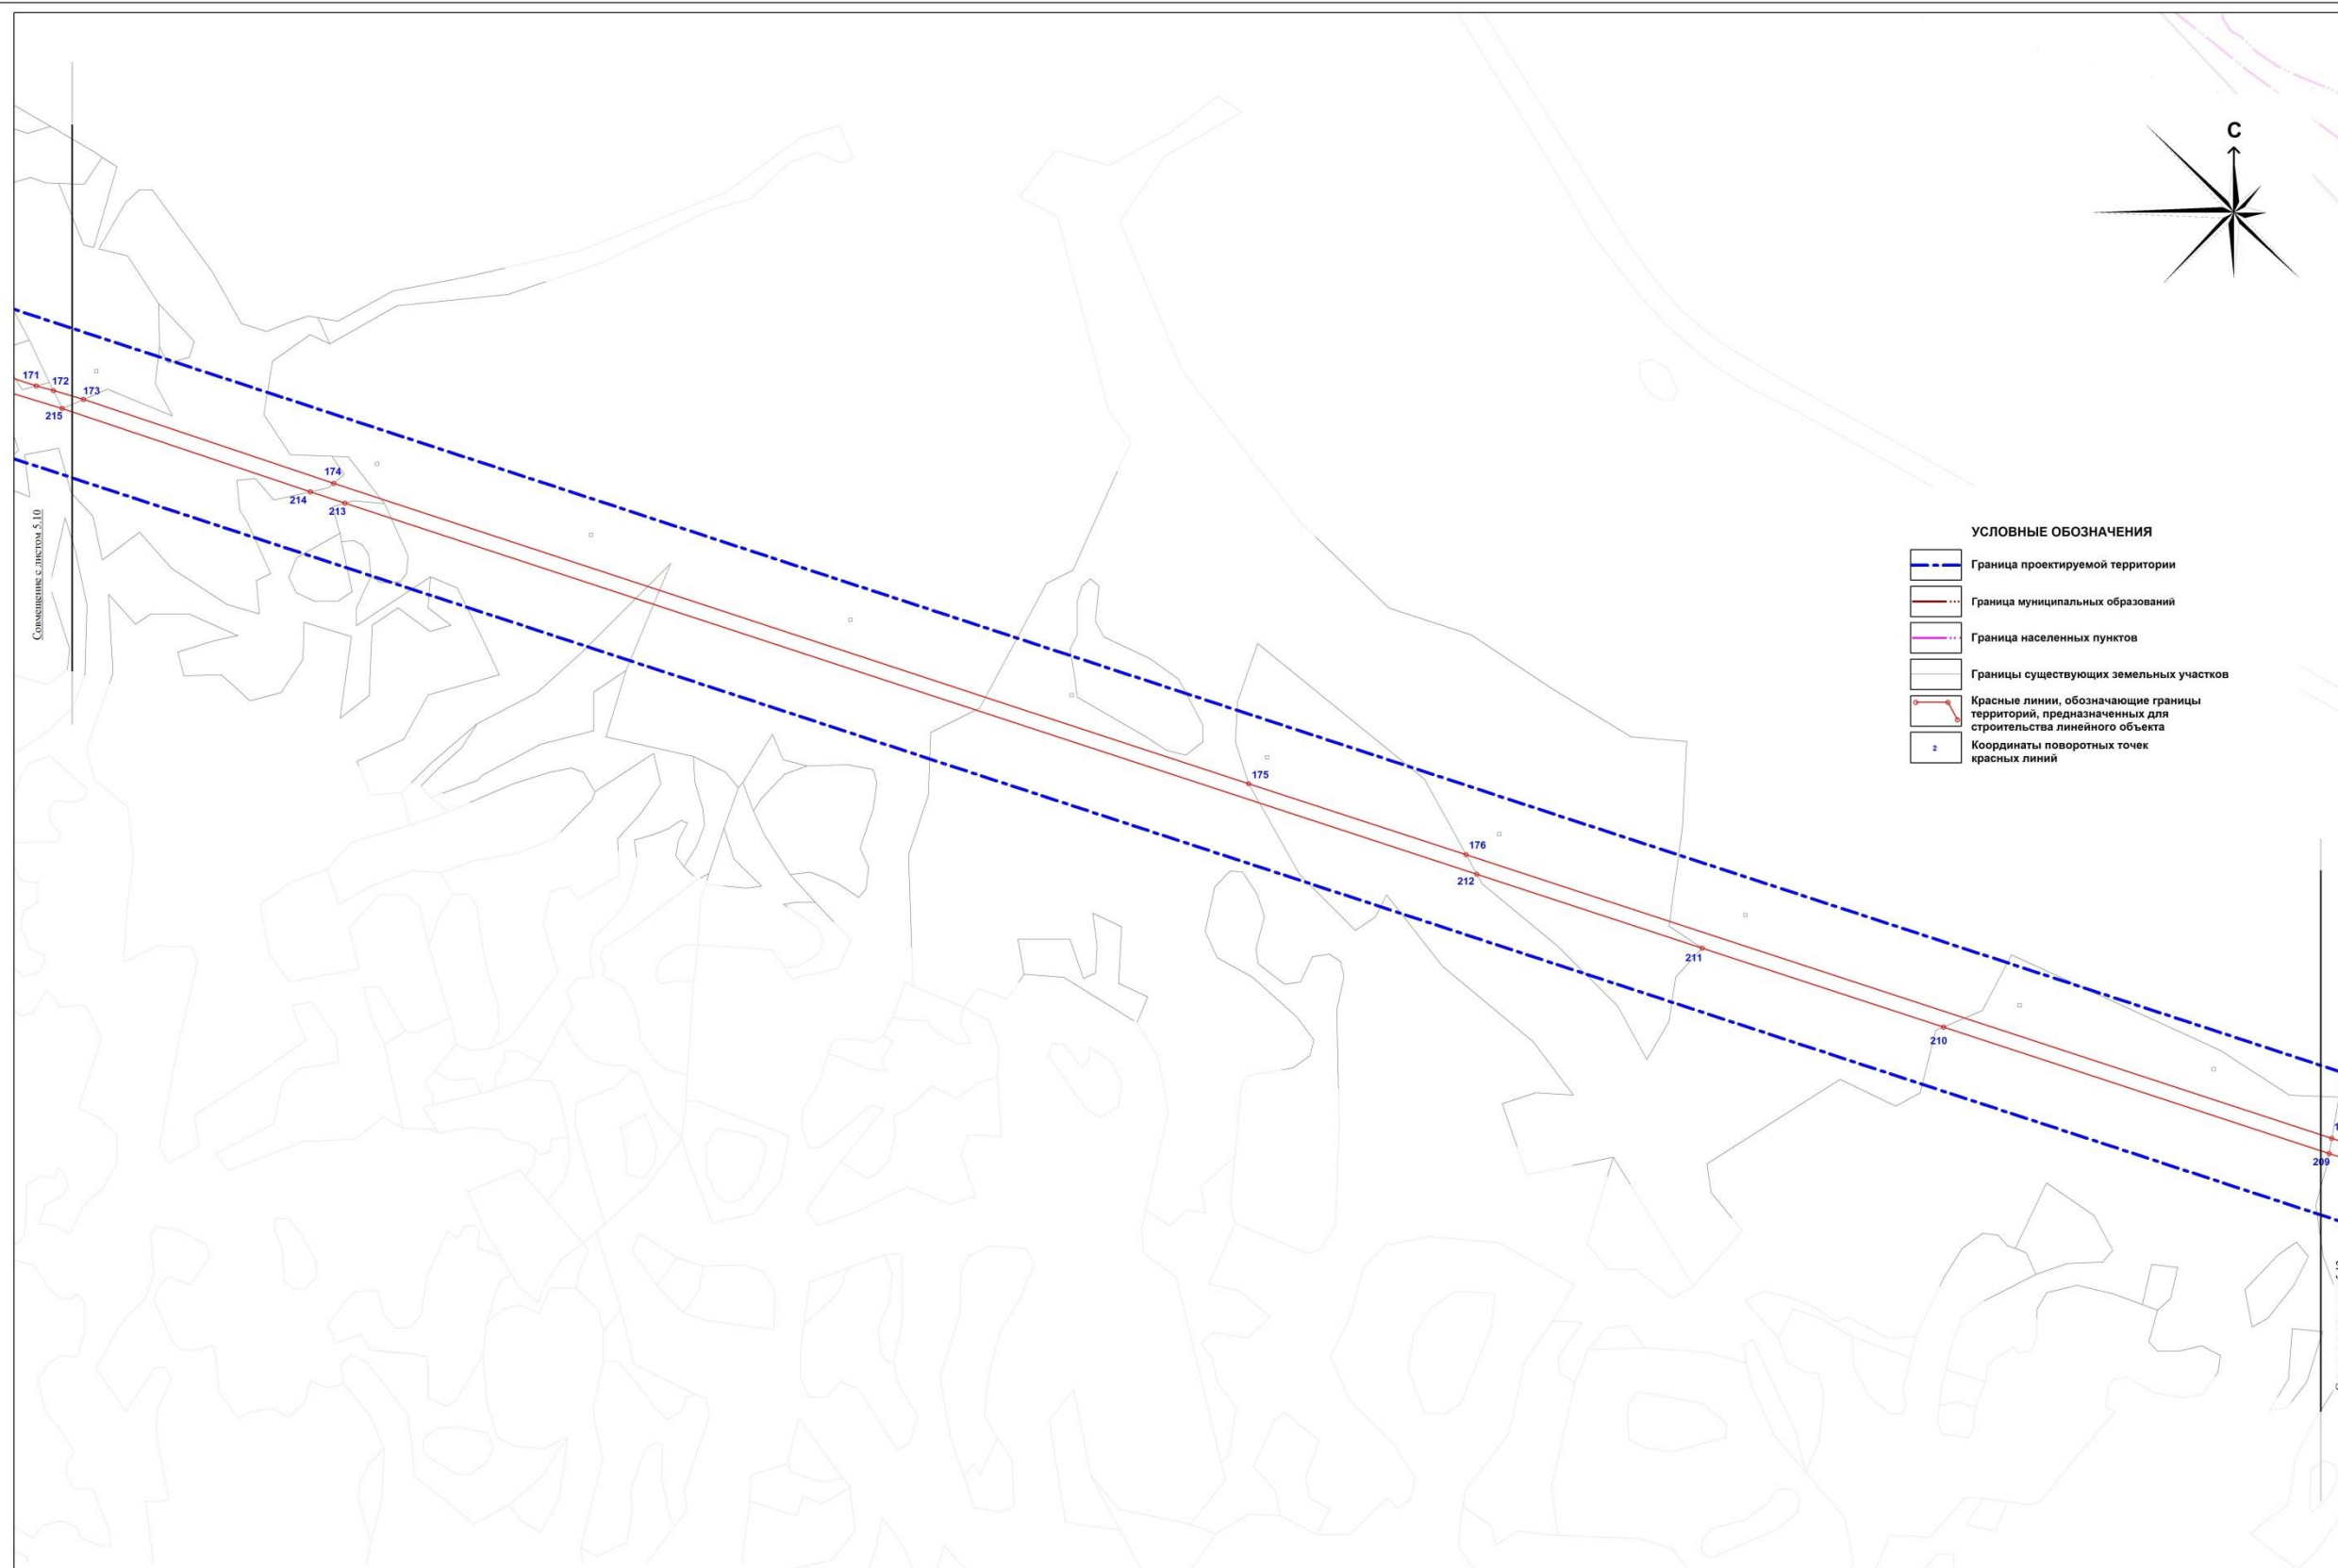 С
171
172
173
215
174
214
213
Совмещение с листом 5.10
УСЛОВНЫЕ ОБОЗНАЧЕНИЯ
Граница проектируемой территории
Граница муниципальных образований
Граница населенных пунктов
Границы существующих земельных участков
Красные линии, обозначающие границы
территорий, предназначенных для
строительства линейного объекта
2
Координаты поворотных точек
красных линий
175
176
212
211
210
209